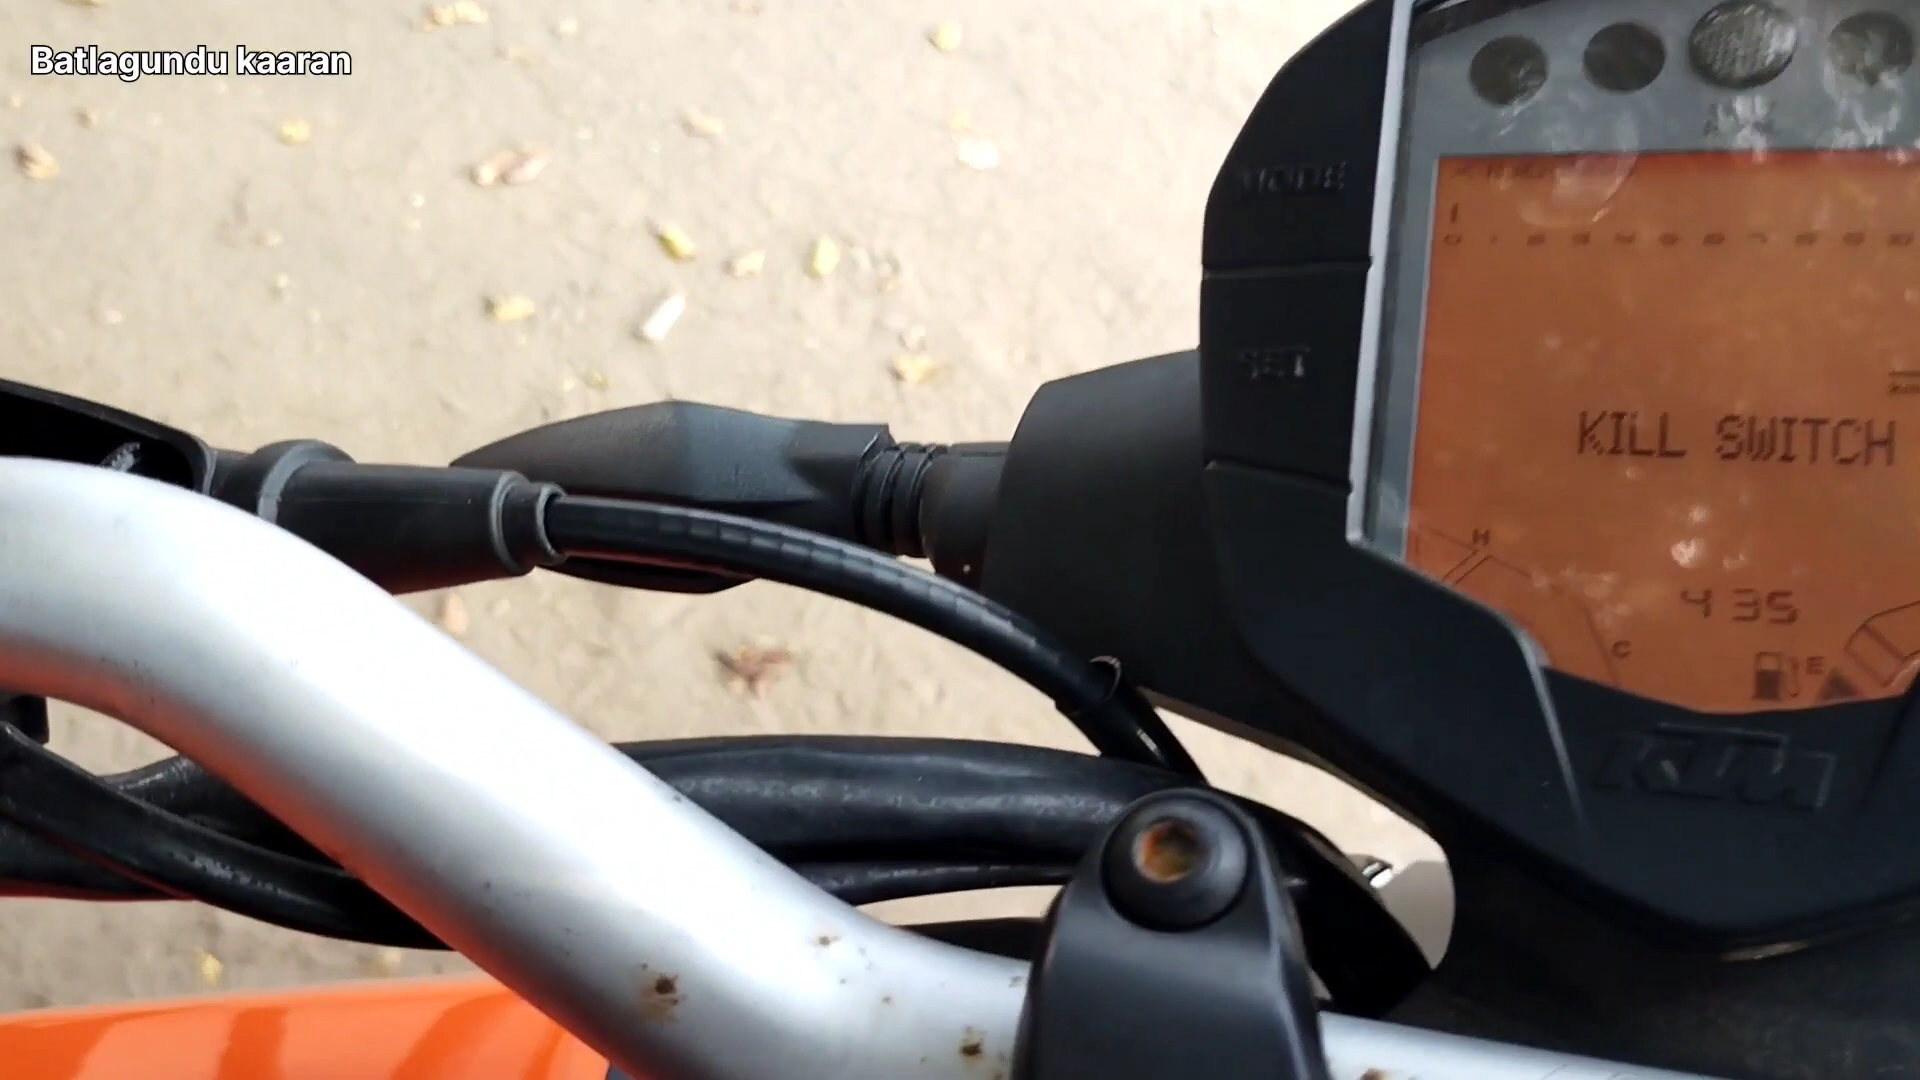 Batlagundu kaaran
MODE
SET
KILL SWITCH
H
435
C
E
KTM